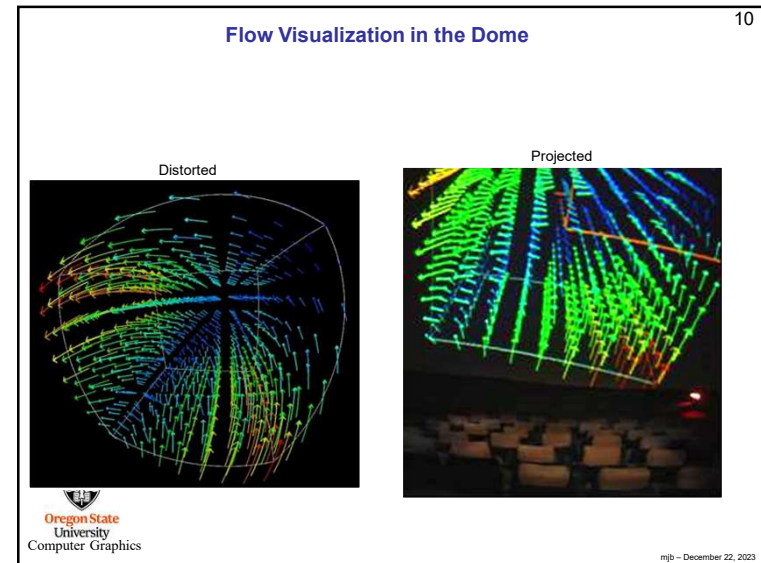 10
Flow Visualization in the Dome
Distorted
Projected
Oregon State
University
Computer Graphics
mjb – December 22, 2023